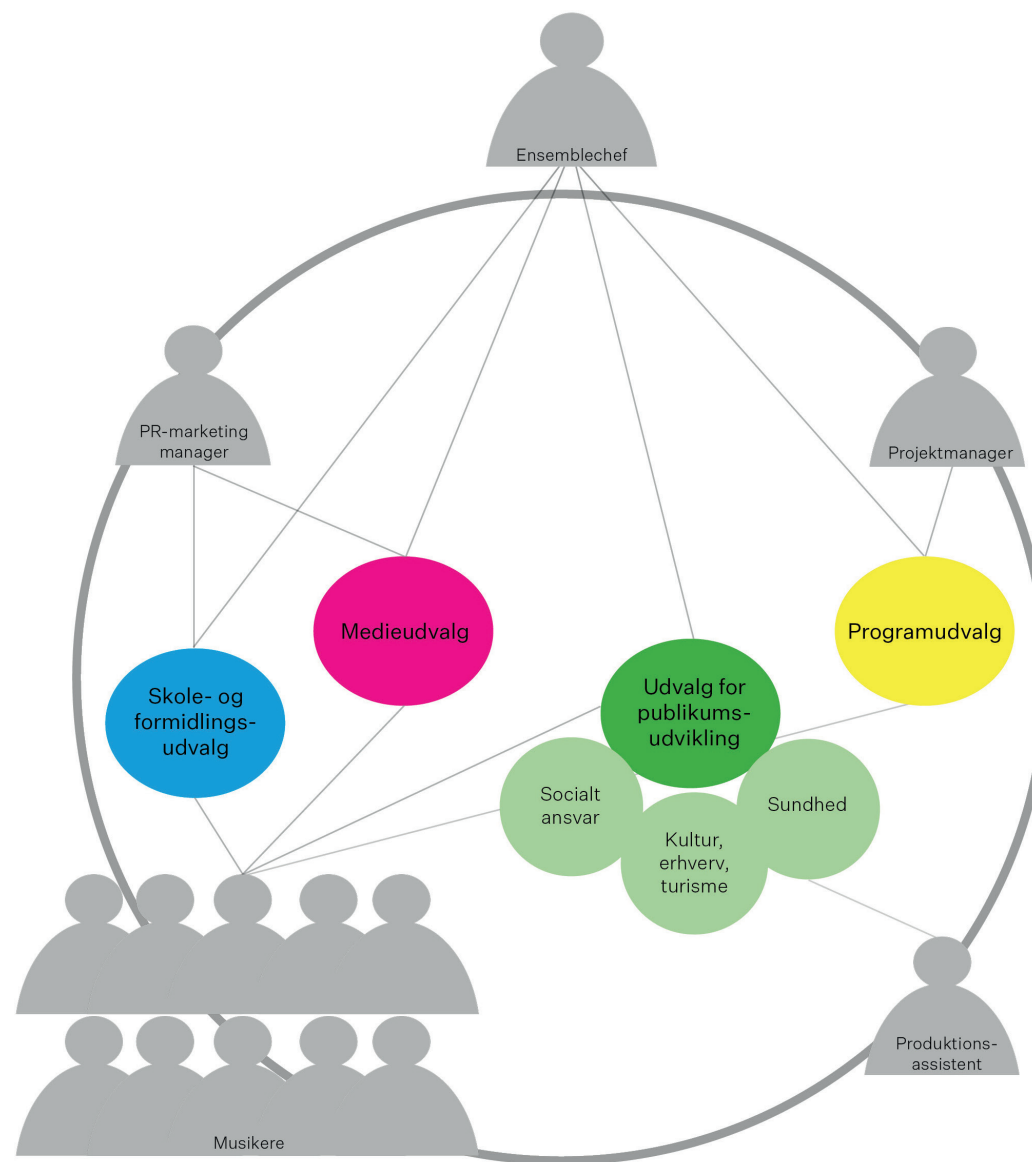 Ensemblechef
PR-marketing
manager
Projektmanager
Medieudvalg
Programudvalg
Skole- og
formidlings-
udvalg
Udvalg for
publikums-
udvikling
Socialt
ansvar
Kultur,
erhverv,
turisme
Sundhed
Produktions-
assistent
Musikere